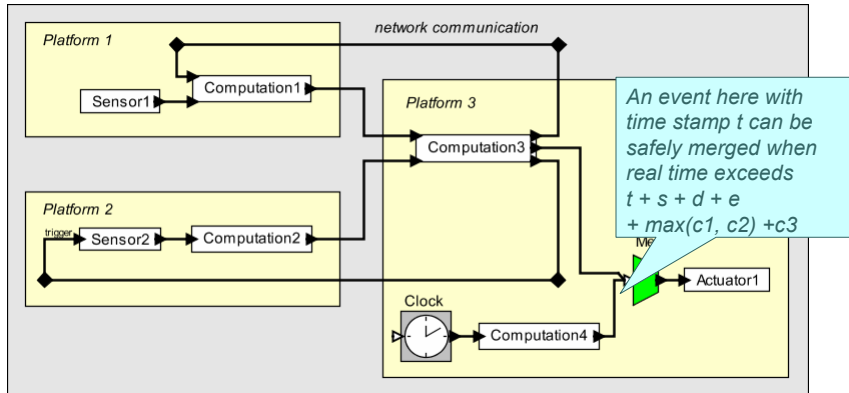 network communication
Platform 1
Computation1
Sensor1
Platform 3
Computation3
An event here with
time stamp t can be
safely merged when
real time exceeds
t + s + d + e
+ max(c1, c2) +c3
Platform 2
trigger
Sensor2
Computation2
Me
Actuator1
Clock
Computation4